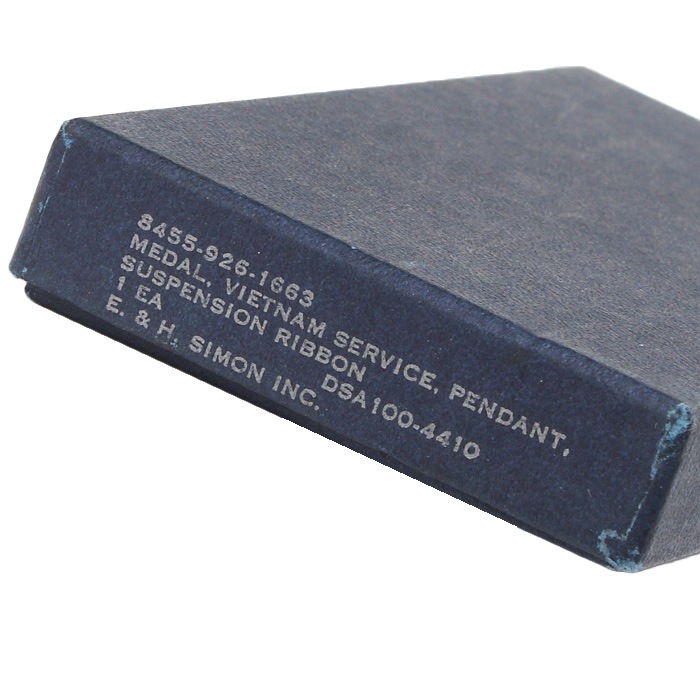 8455-926-1663
MEDAL, VIETNAM SERVICE, PENDANT,
SUSPENSION RIBBON
1 EA DSA100-4410
E. & H. SIMON INC.